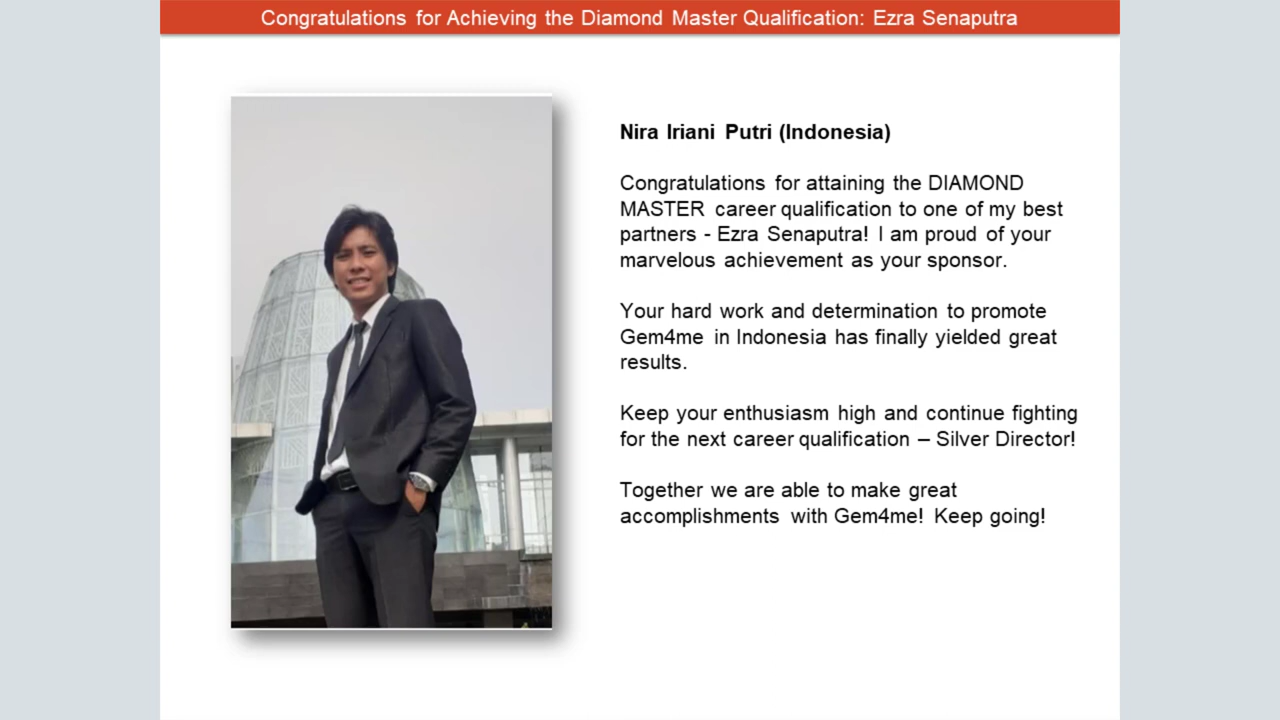 Congratulations for Achieving the Diamond Master Qualification: Ezra Senaputra
Nira Iriani Putri (Indonesia)
Congratulations for attaining the DIAMOND
MASTER career qualification to one of my best
partners - Ezra Senaputra! I am proud of your
marvelous achievement as your sponsor.
Your hard work and determination to promote
Gem4me in Indonesia has finally yielded great
results.
Keep your enthusiasm high and continue fighting
for the next career qualification – Silver Director!
Together we are able to make great
accomplishments with Gem4me! Keep going!